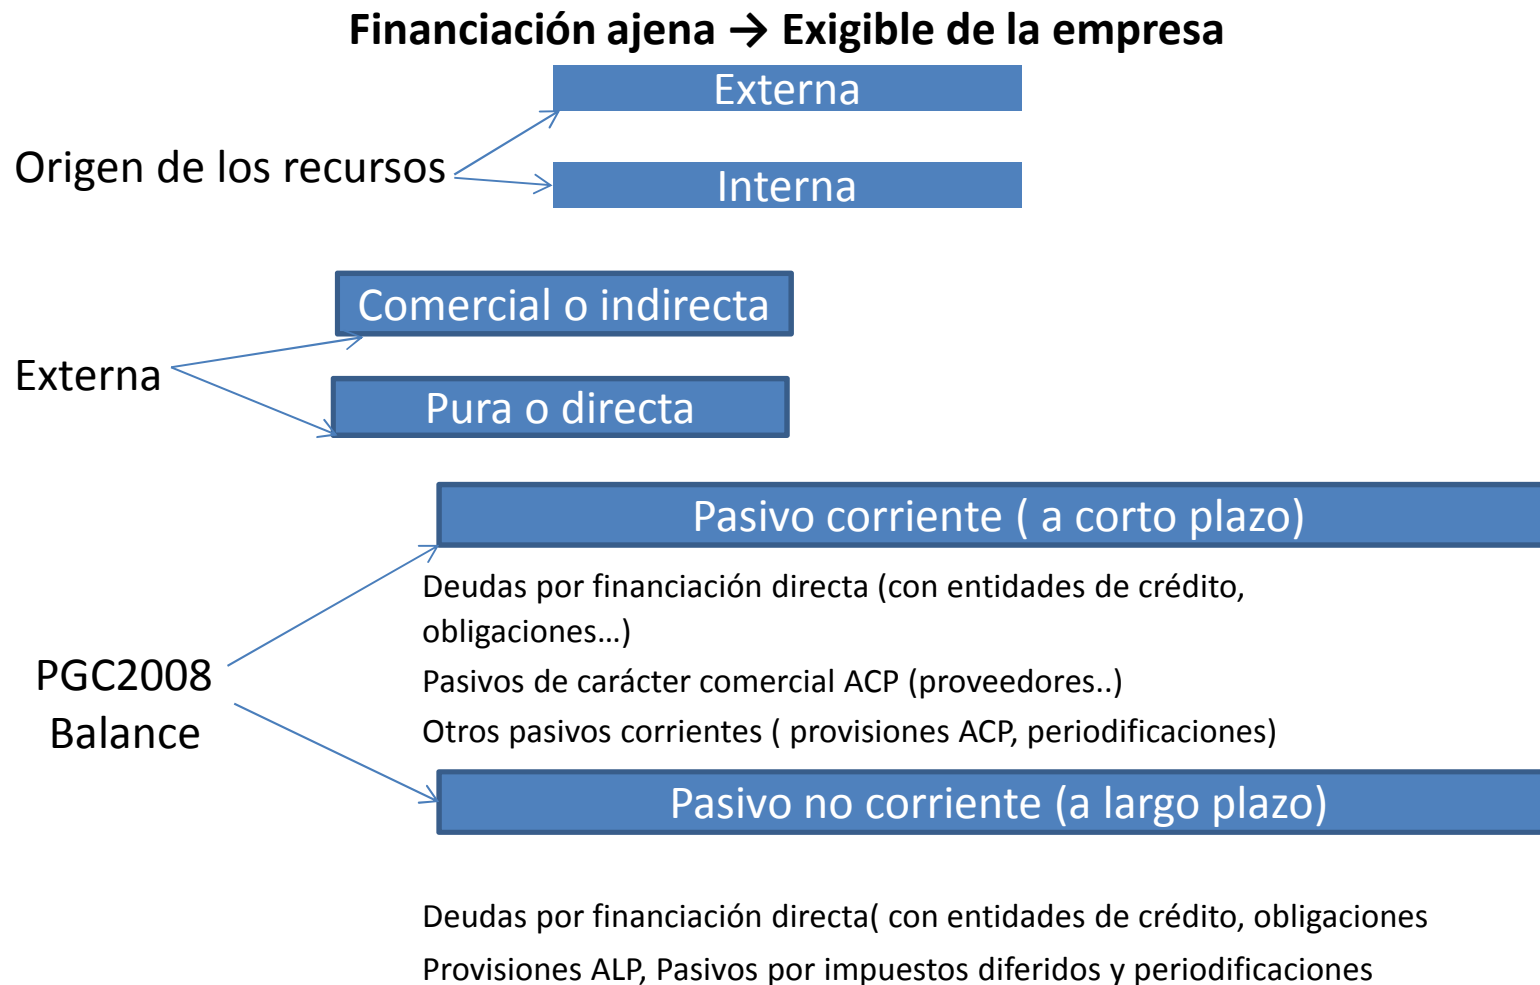 Financiación ajena → Exigible de la empresa
Externa
Origen de los recursos
Interna
Comercial o indirecta
Externa
Pura o directa
Pasivo corriente ( a corto plazo)
Deudas por financiación directa (con entidades de crédito,
obligaciones…)
Pasivos de carácter comercial ACP (proveedores..)
PGC2008
Balance
Otros pasivos corrientes ( provisiones ACP, periodificaciones)
Pasivo no corriente (a largo plazo)
Deudas por financiación directa( con entidades de crédito, obligaciones
Provisiones ALP, Pasivos por impuestos diferidos y periodificaciones